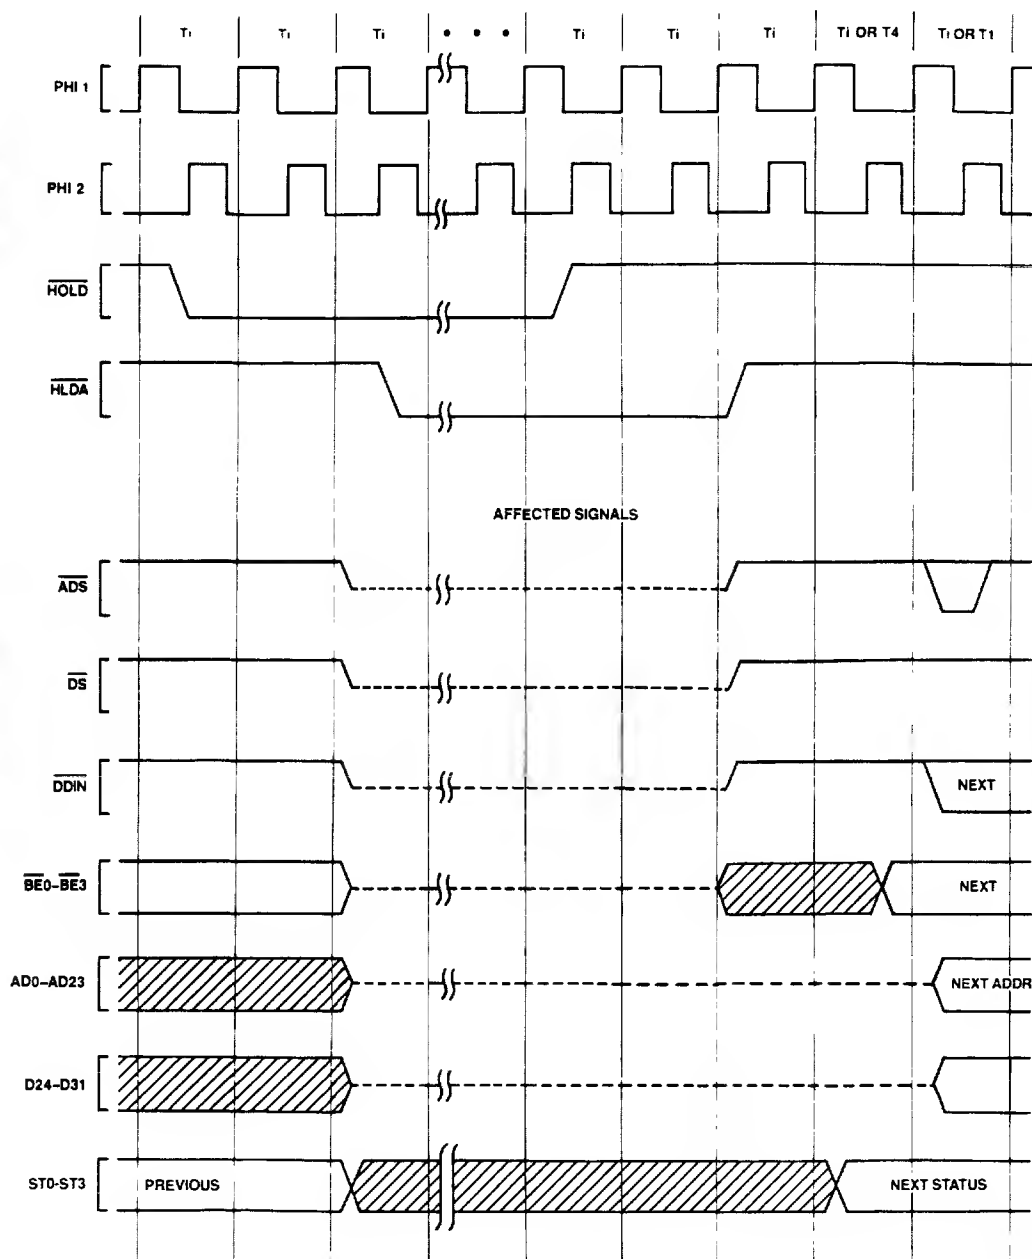 Ti Ti Ti • • • Ti Ti Ti Ti OR T4 Ti OR T1
PHI 1
PHI 2
HOLD
HLDA
AFFECTED SIGNALS
ADS
DS
DDIN NEXT
BE0–BE3 NEXT
AD0–AD23 NEXT ADDR
D24–D31
ST0-ST3 PREVIOUS NEXT STATUS